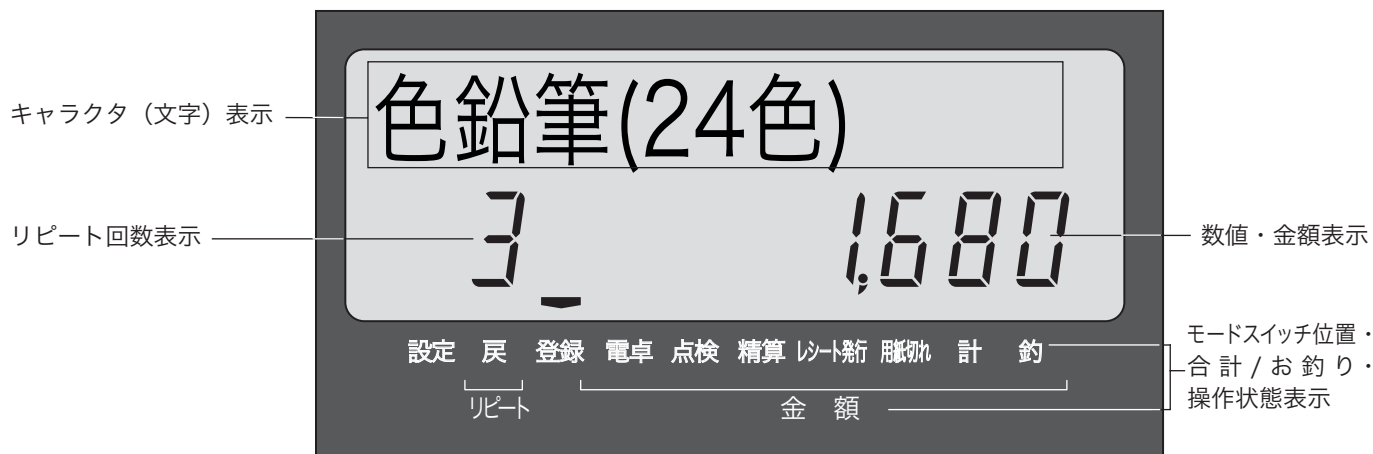 色鉛筆(24色)
キャラクタ(文字)表示
3 1,680
リピート回数表示
数値・金額表示
設定 戻 登録 電卓 点検 精算 レシート発行 用紙切れ 計 釣
リピート 金 額
モードスイッチ位置・
合 計 / お 釣 り・
操作状態表示